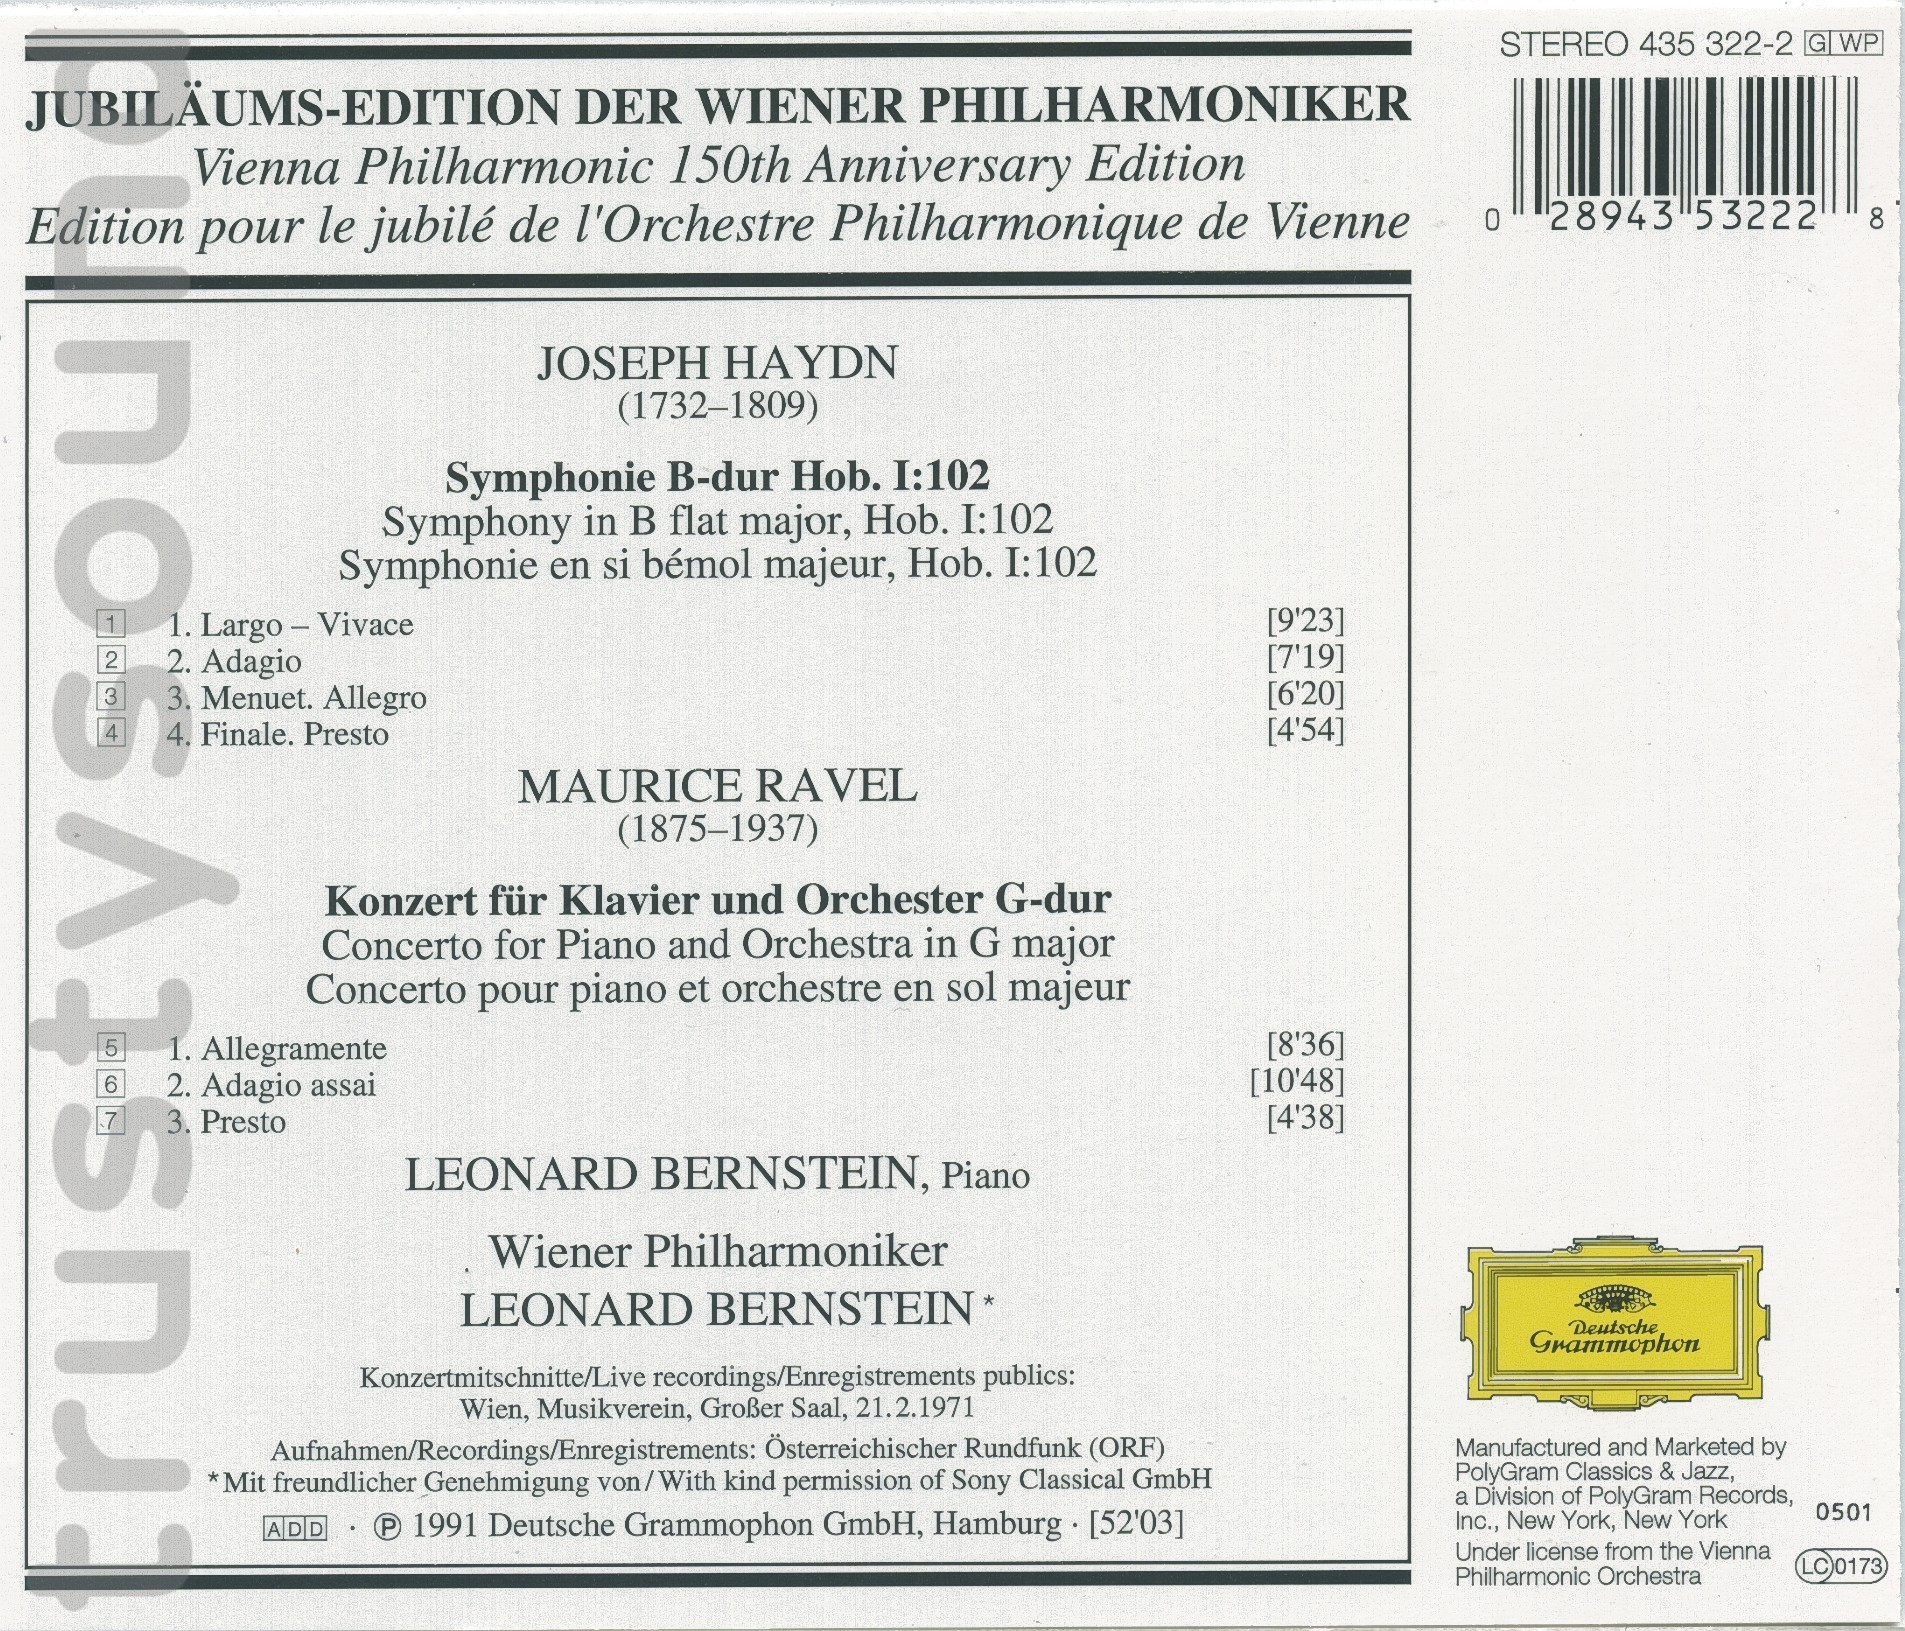 JUBILÄUMS-EDITION DER WIENER PHILHARMONIKER
Vienna Philharmonic 150th Anniversary Edition
Edition pour le jubilé de l'Orchestre Philharmonique de Vienne
STEREO 435 322-2 G WP
0 28943 53222 8
JOSEPH HAYDN
(1732–1809)
Symphonie B-dur Hob. I:102
Symphony in B flat major, Hob. I:102
Symphonie en si bémol majeur, Hob. I:102
1 1. Largo – Vivace [9'23]
2 2. Adagio [7'19]
3 3. Menuet. Allegro [6'20]
4 4. Finale. Presto [4'54]
MAURICE RAVEL
(1875–1937)
Konzert für Klavier und Orchester G-dur
Concerto for Piano and Orchestra in G major
Concerto pour piano et orchestre en sol majeur
5 1. Allegramente [8'36]
6 2. Adagio assai [10'48]
7 3. Presto [4'38]
LEONARD BERNSTEIN, Piano
Wiener Philharmoniker
LEONARD BERNSTEIN *
Konzertmitschnitte/Live recordings/Enregistrements publics:
Wien, Musikverein, Großer Saal, 21.2.1971
Aufnahmen/Recordings/Enregistrements: Österreichischer Rundfunk (ORF)
*Mit freundlicher Genehmigung von/With kind permission of Sony Classical GmbH
ADD · ℗ 1991 Deutsche Grammophon GmbH, Hamburg · [52'03]
Deutsche
Grammophon
Manufactured and Marketed by
PolyGram Classics & Jazz,
a Division of PolyGram Records,
Inc., New York, New York
0501
Under license from the Vienna
Philharmonic Orchestra
LC 0173
trustysound